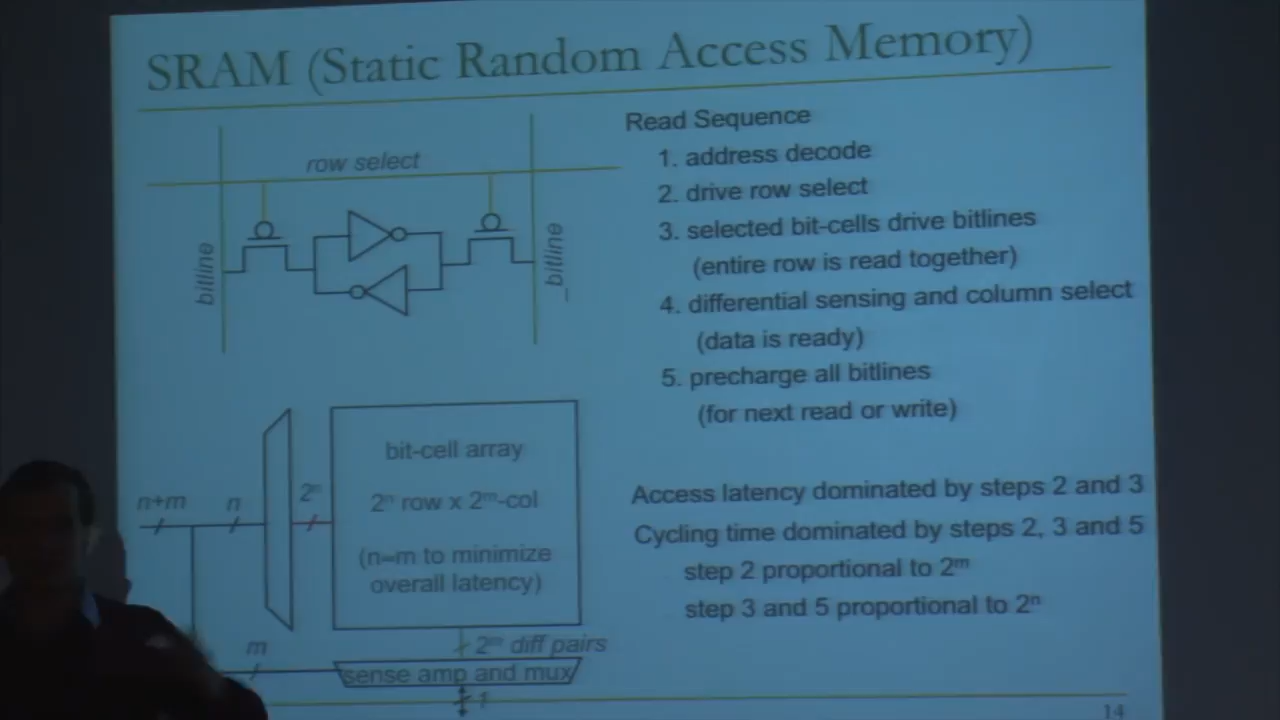 SRAM (Static Random Access Memory)
row select
bitline
_bitline
Read Sequence
1. address decode
2. drive row select
3. selected bit-cells drive bitlines
(entire row is read together)
4. differential sensing and column select
(data is ready)
5. precharge all bitlines
(for next read or write)
n+m
n
2ⁿ
bit-cell array
2ⁿ row x 2ᵐ-col
(n=m to minimize
overall latency)
m
2ᵐ diff pairs
sense amp and mux
1
Access latency dominated by steps 2 and 3
Cycling time dominated by steps 2, 3 and 5
step 2 proportional to 2ᵐ
step 3 and 5 proportional to 2ⁿ
14